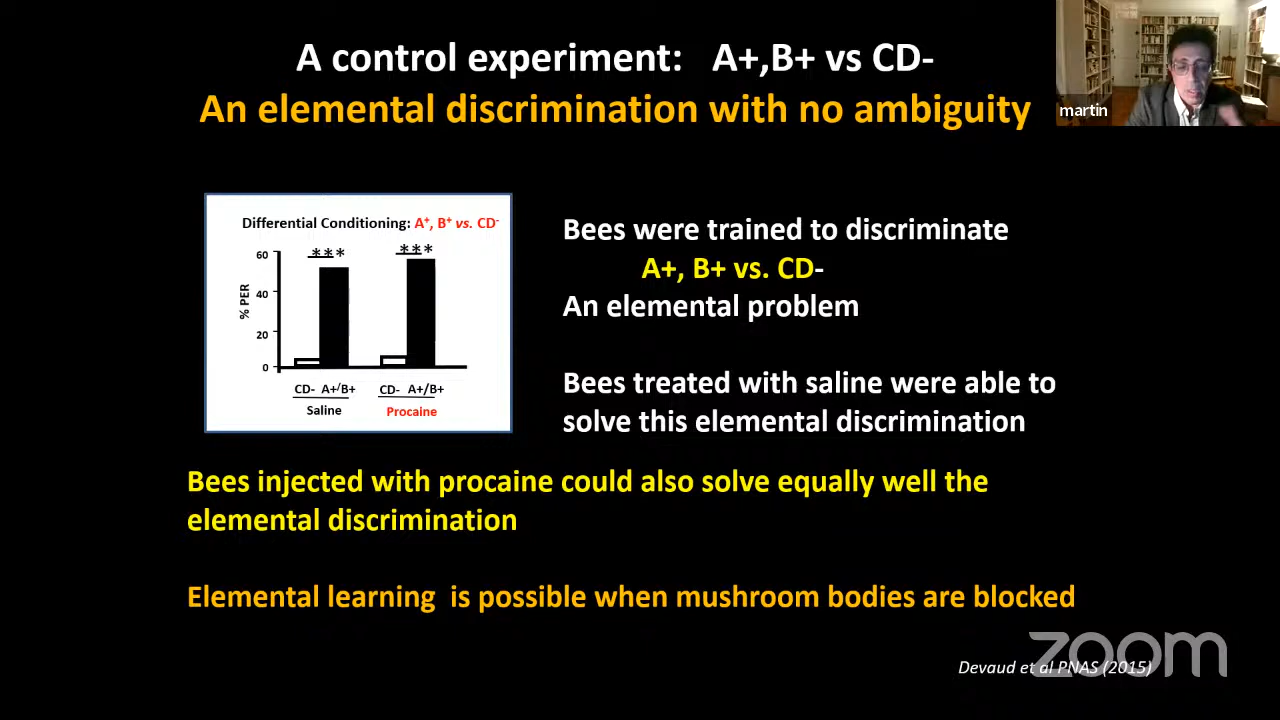 A control experiment: A+,B+ vs CD-
An elemental discrimination with no ambiguity
martin
Differential Conditioning: A+, B+ vs. CD-
60
40
20
0
% PER
***
***
CD- A+/B+
CD- A+/B+
Saline
Procaine
Bees were trained to discriminate
A+, B+ vs. CD-
An elemental problem
Bees treated with saline were able to
solve this elemental discrimination
Bees injected with procaine could also solve equally well the
elemental discrimination
Elemental learning is possible when mushroom bodies are blocked
zoom
Devaud et al PNAS (2015)